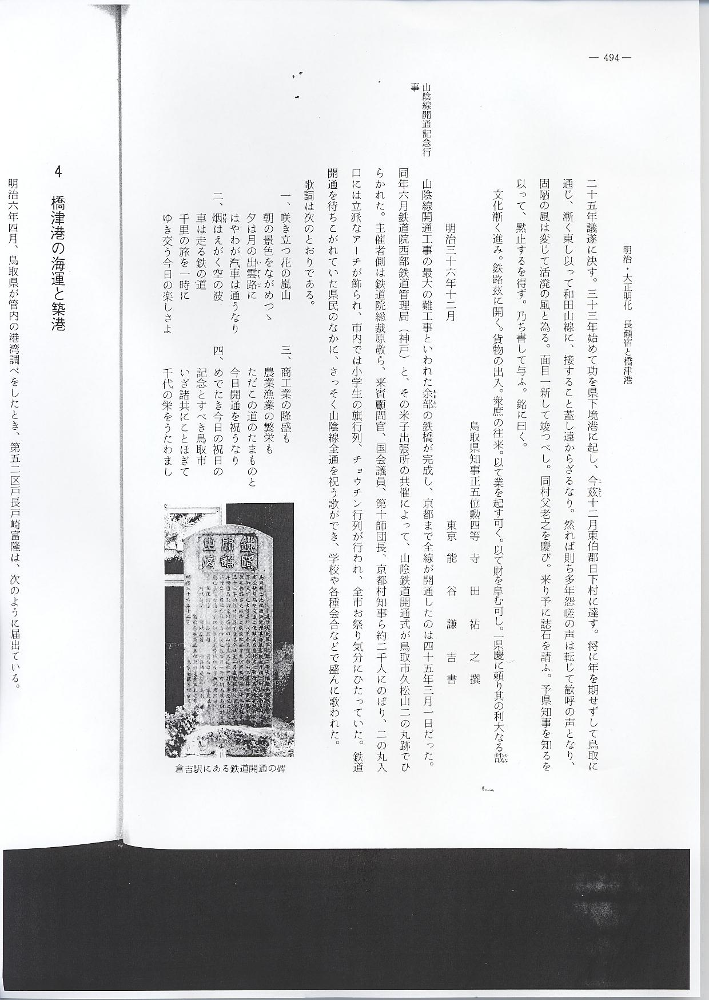 ― 494 ―
明治・大正明化　長瀬宿と橋津港
二十五年議遂に決す。三十三年始めて功を県下境港に起し、今茲十二月東伯郡日下村に達す。将に年を期せずして鳥取に
通じ、漸く東し以って和田山線に、接すること蓋し遠からざるなり。然れば則ち多年怨嗟の声は転じて歓呼の声となり、
固陋の風は変じて活溌の風と為る。面目一新して竣つべし。同村父老之を慶び。来り予に誌石を請ふ。予県知事を知るを
以って、黙止するを得ず。乃ち書して与ふ。銘に曰く。
文化漸く進み。鉄路茲に開く。貨物の出入。衆庶の往来。以て業を起す可く。以て財を阜む可し。一県慶に頼り其の利大なる哉
鳥取県知事正五位勲四等　寺田祐之　撰
明治三十六年十二月　東京　能谷謙吉　書
山陰線開通記念行
事
山陰線開通工事の最大の難工事といわれた余部の鉄橋が完成し、京都まで全線が開通したのは四十五年三月一日だった。
同年六月鉄道院西部鉄道管理局（神戸）と、その米子出張所の共催によって、山陰鉄道開通式が鳥取市久松山二の丸跡でひ
らかれた。主催者側は鉄道院総裁原敬ら、来賓顧問官、国会議員、第十師団長、京都村知事ら約二千人にのぼり、二の丸入
口には立派なアーチが飾られ、市内では小学生の旗行列、チョウチン行列が行われ、全市お祭り気分にひたっていた。鉄道
開通を待ちこがれていた県民のなかに、さっそく山陰線全通を祝う歌ができ、学校や各種会合などで盛んに歌われた。
歌詞は次のとおりである。
一、咲き立つ花の嵐山
朝の景色をながめつゝ
夕は月の出雲路に
はやわが汽車は通うなり
二、烟はえがく空の波
車は走る鉄の道
千里の旅を一時に
ゆき交う今日の楽しさよ
三、商工業の隆盛も
農業漁業の繁栄も
ただこの道のたまものと
今日開通を祝うなり
四、めでたき今日の祝日の
記念とすべき鳥取市
いざ諸共にことほぎて
千代の栄をうたわまし
鉄路
開通
之碑
明治三十六年十二月
倉吉駅にある鉄道開通の碑
4　橋津港の海運と築港
明治六年四月、鳥取県が管内の港湾調べをしたとき、第五二区戸長戸崎富隆は、次のように届出ている。